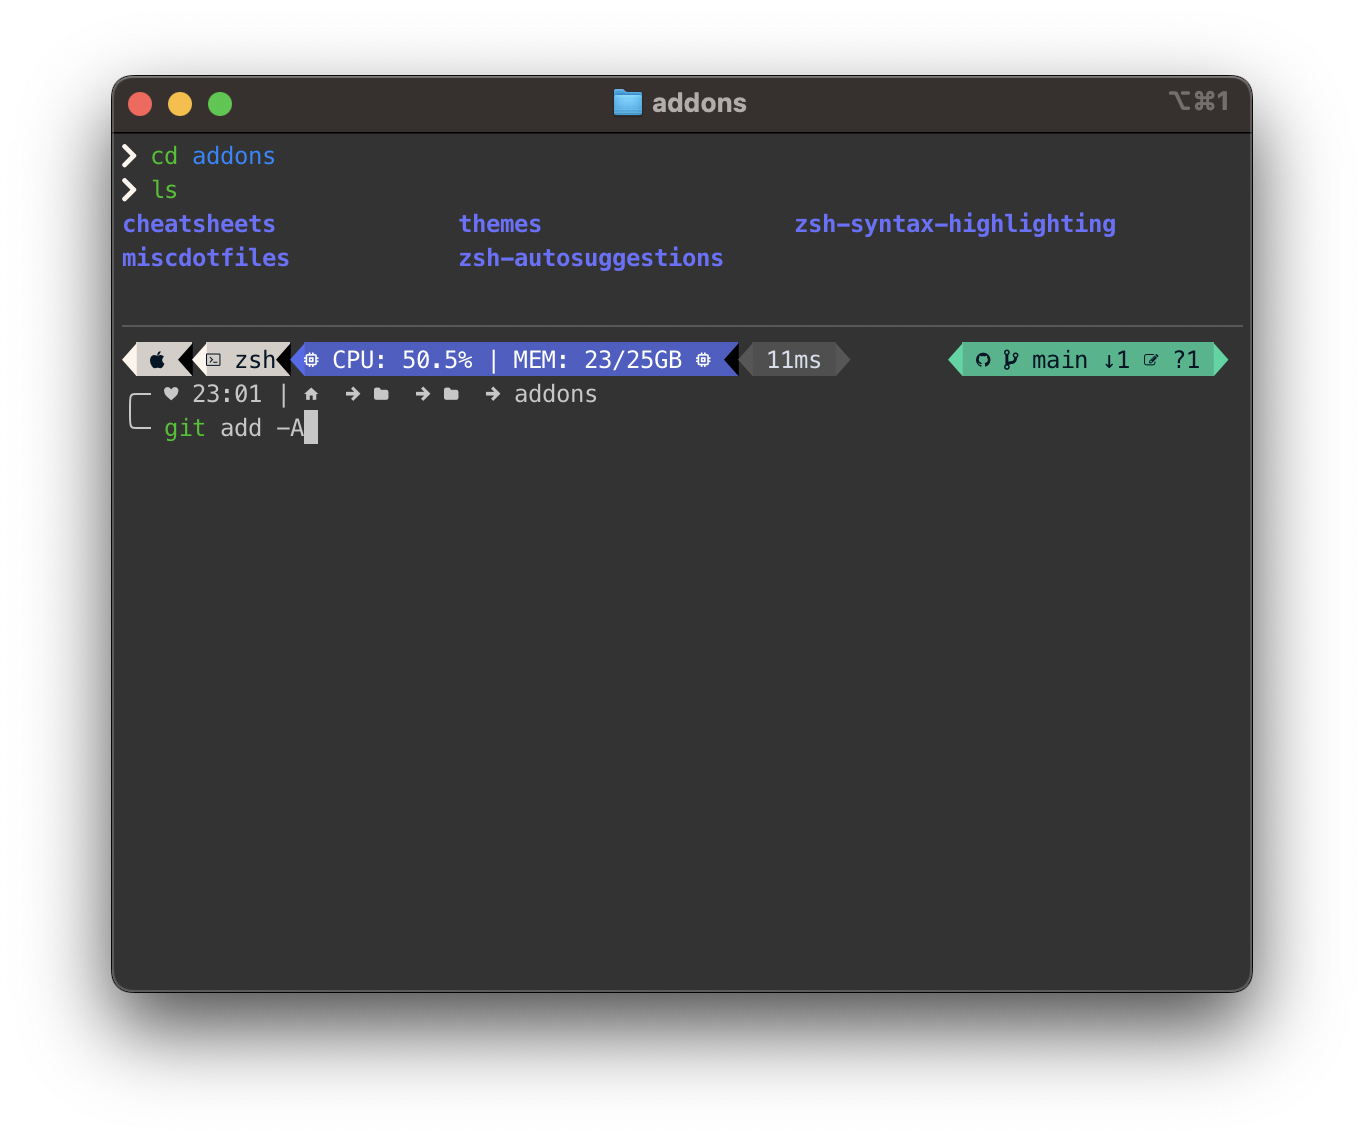 addons ⌥⌘1
❯ cd addons
❯ ls
cheatsheets themes zsh-syntax-highlighting
miscdotfiles zsh-autosuggestions
zsh CPU: 50.5% | MEM: 23/25GB 11ms main ↓1 ?1
♥ 23:01 | → → → addons
git add -A